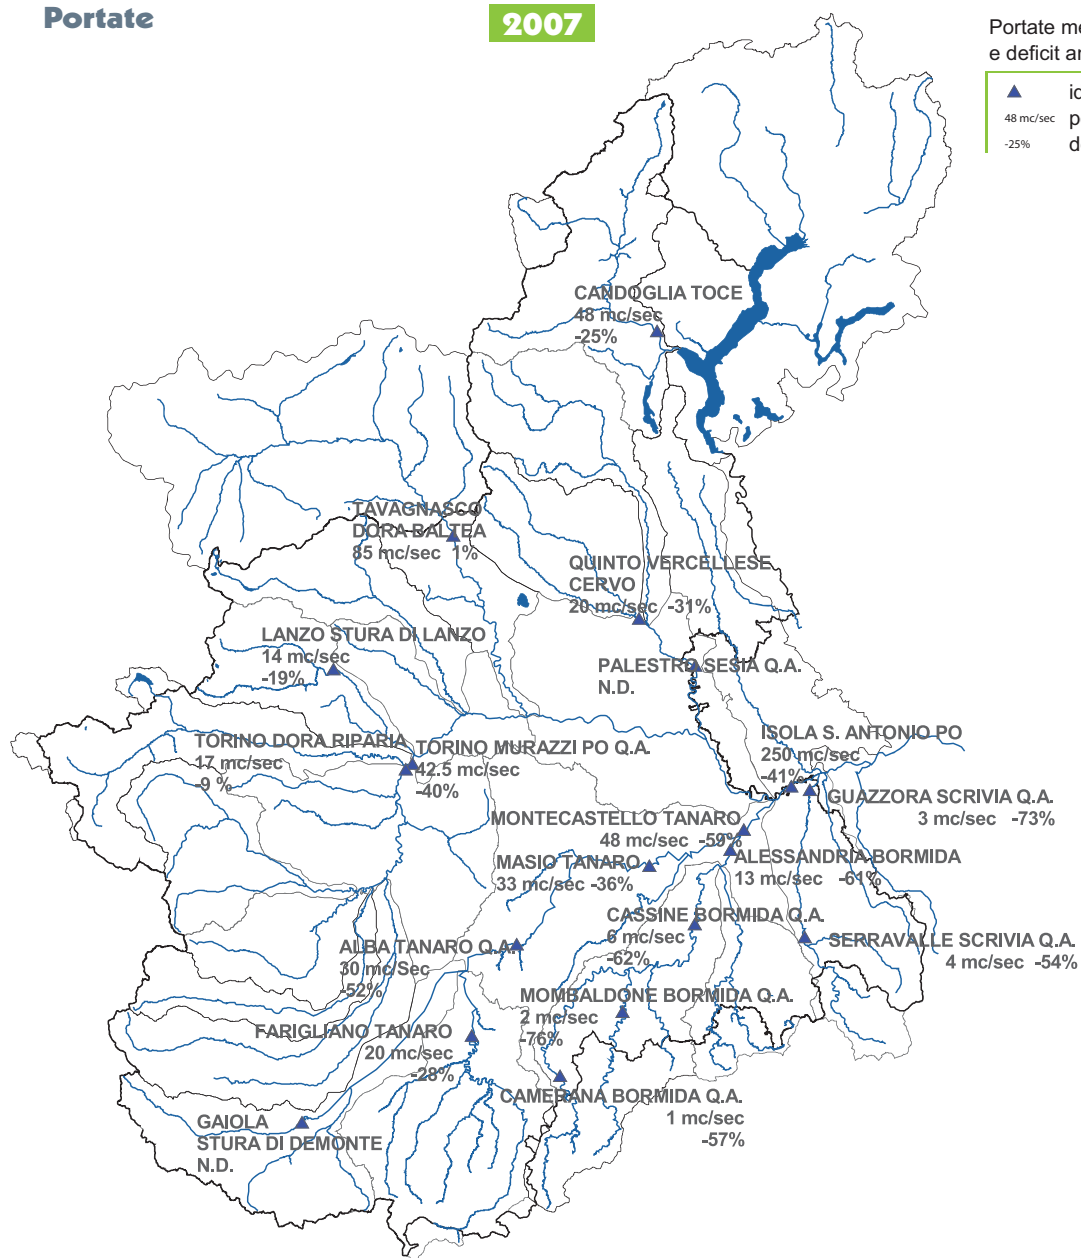 Portate
2007
Portate me
e deficit an
id
48 mc/sec po
-25% de
CANDOGLIA TOCE
48 mc/sec
-25%
TAVAGNASCO
DORA BALTEA
85 mc/sec 1%
QUINTO VERCELLESE
CERVO
20 mc/sec -31%
LANZO STURA DI LANZO
14 mc/sec
-19%
PALESTRO SESIA Q.A.
N.D.
TORINO DORA RIPARIA
17 mc/sec
-9 %
TORINO MURAZZI PO Q.A.
42.5 mc/sec
-40%
ISOLA S. ANTONIO PO
250 mc/sec
-41%
GUAZZORA SCRIVIA Q.A.
3 mc/sec -73%
MONTECASTELLO TANARO
48 mc/sec -59%
MASIO TANARO
33 mc/sec -36%
ALESSANDRIA BORMIDA
13 mc/sec -61%
CASSINE BORMIDA Q.A.
6 mc/sec
-62%
ALBA TANARO Q.A.
30 mc/Sec
-52%
SERRAVALLE SCRIVIA Q.A.
4 mc/sec -54%
MOMBALDONE BORMIDA Q.A.
2 mc/sec
-76%
FARIGLIANO TANARO
20 mc/sec
-28%
CAMERANA BORMIDA Q.A.
1 mc/sec
-57%
GAIOLA
STURA DI DEMONTE
N.D.